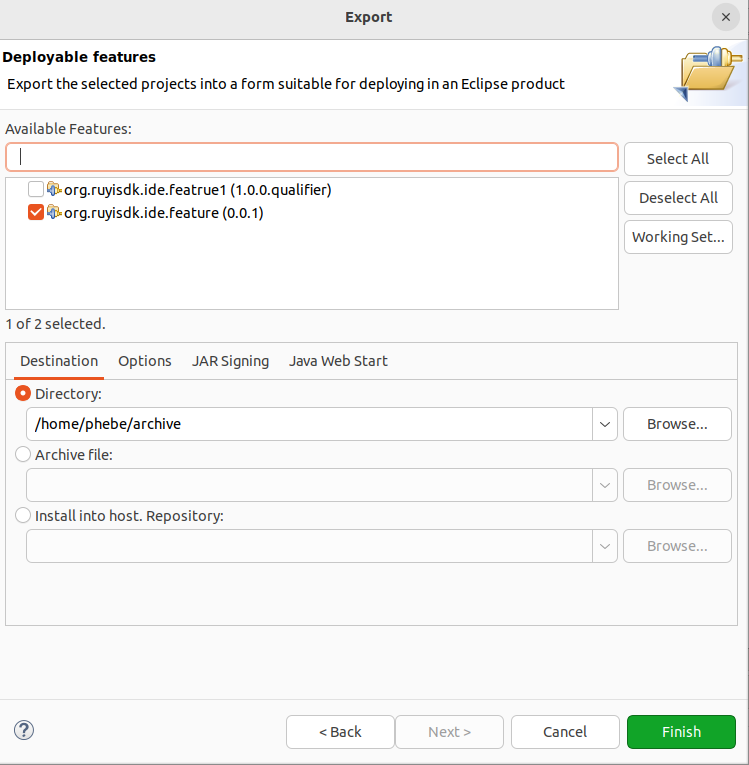 Export
Deployable features
Export the selected projects into a form suitable for deploying in an Eclipse product
Available Features:
Select All
org.ruyisdk.ide.featrue1 (1.0.0.qualifier)
Deselect All
org.ruyisdk.ide.feature (0.0.1)
Working Set...
1 of 2 selected.
Destination Options JAR Signing Java Web Start
Directory:
/home/phebe/archive Browse...
Archive file:
Browse...
Install into host. Repository:
Browse...
? < Back Next > Cancel Finish